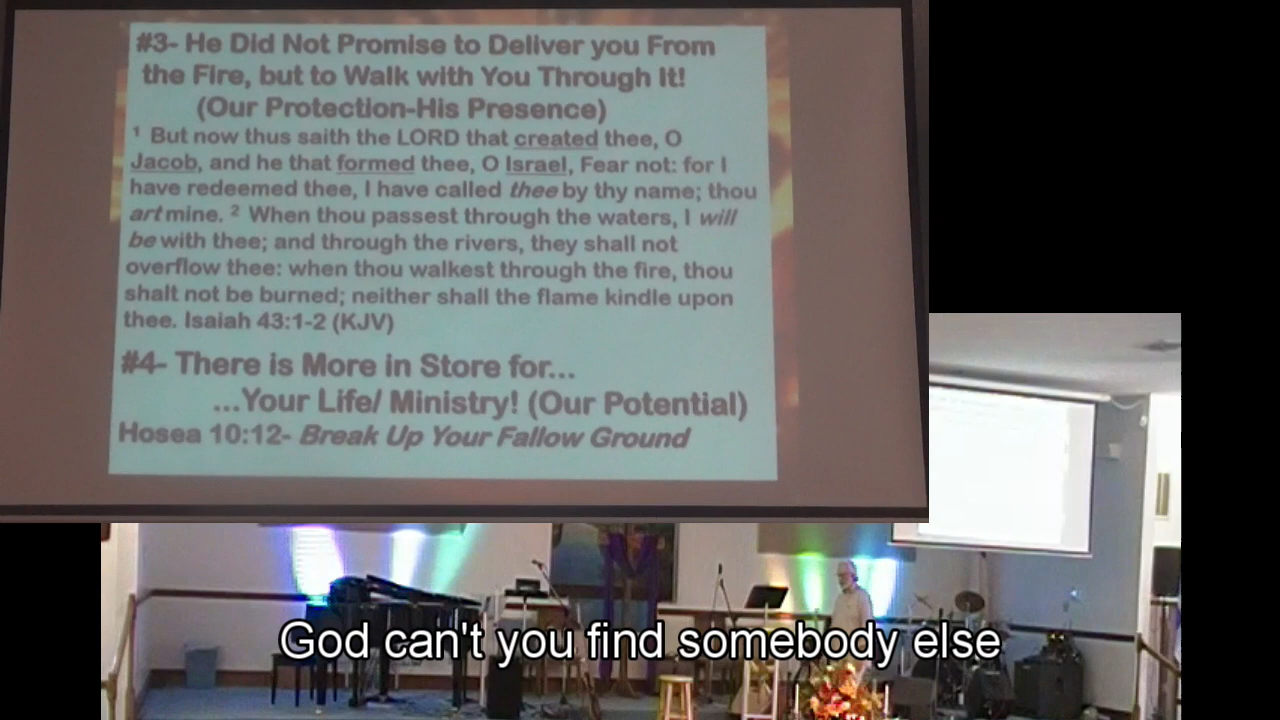 #3- He Did Not Promise to Deliver you From
the Fire, but to Walk with You Through It!
(Our Protection-His Presence)
1 But now thus saith the LORD that created thee, O
Jacob, and he that formed thee, O Israel, Fear not: for I
have redeemed thee, I have called thee by thy name; thou
art mine. 2 When thou passest through the waters, I will
be with thee; and through the rivers, they shall not
overflow thee: when thou walkest through the fire, thou
shalt not be burned; neither shall the flame kindle upon
thee. Isaiah 43:1-2 (KJV)
#4- There is More in Store for...
...Your Life/ Ministry! (Our Potential)
Hosea 10:12- Break Up Your Fallow Ground
God can't you find somebody else